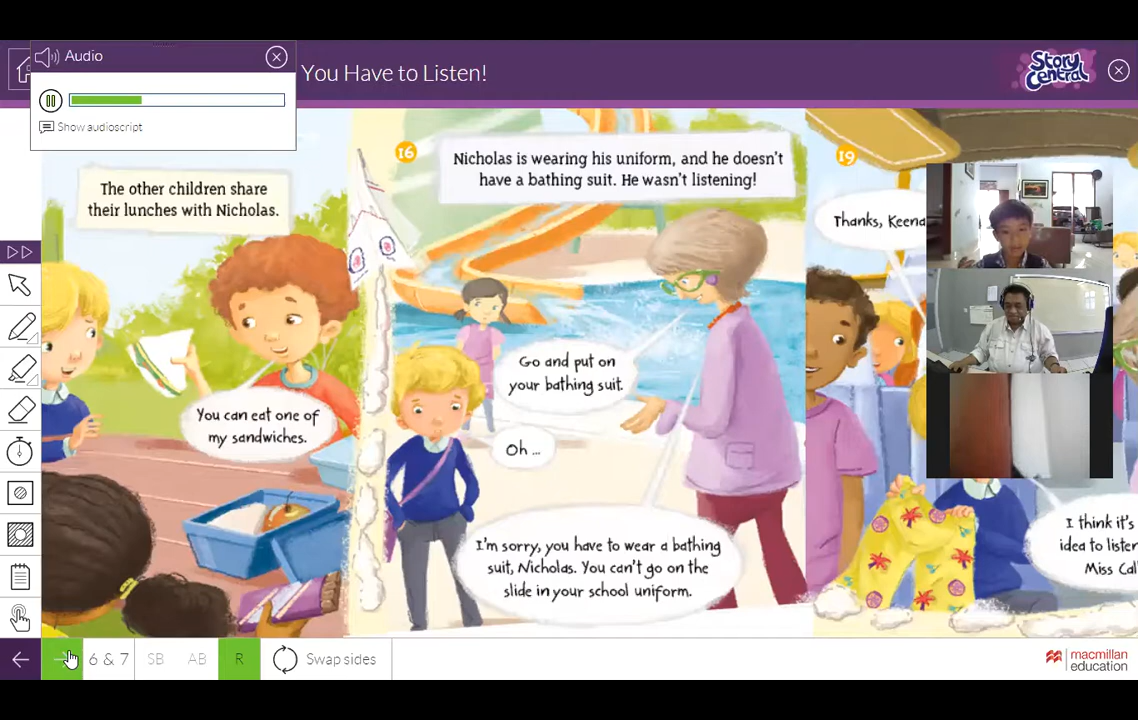 Audio
Show audioscript
You Have to Listen!
Story
Central
The other children share
their lunches with Nicholas.
You can eat one of
my sandwiches.
16
Nicholas is wearing his uniform, and he doesn't
have a bathing suit. He wasn't listening!
Go and put on
your bathing suit.
Oh ...
I'm sorry, you have to wear a bathing
suit, Nicholas. You can't go on the
slide in your school uniform.
19
Thanks, Keena
I think it's
idea to listen
Miss Cal
6 & 7
SB
AB
R
Swap sides
macmillan
education